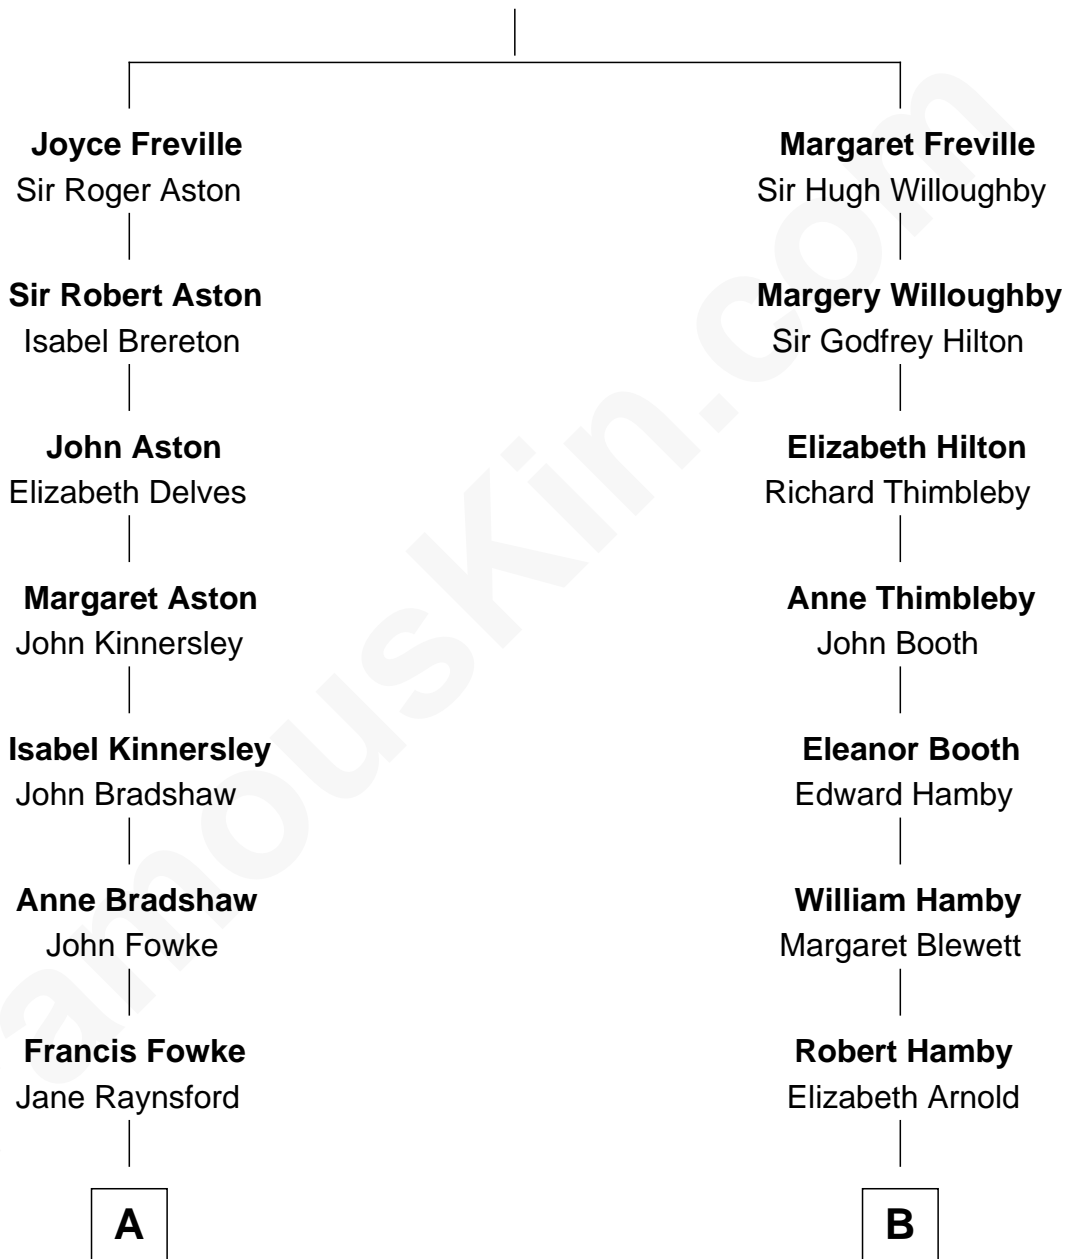 Joyce Freville
Sir Roger Aston
Margaret Freville
Sir Hugh Willoughby
Sir Robert Aston
Isabel Brereton
Margery Willoughby
Sir Godfrey Hilton
John Aston
Elizabeth Delves
Elizabeth Hilton
Richard Thimbleby
Margaret Aston
John Kinnersley
Anne Thimbleby
John Booth
Isabel Kinnersley
John Bradshaw
Eleanor Booth
Edward Hamby
Anne Bradshaw
John Fowke
William Hamby
Margaret Blewett
Francis Fowke
Jane Raynsford
Robert Hamby
Elizabeth Arnold
A
B
amousKin.com